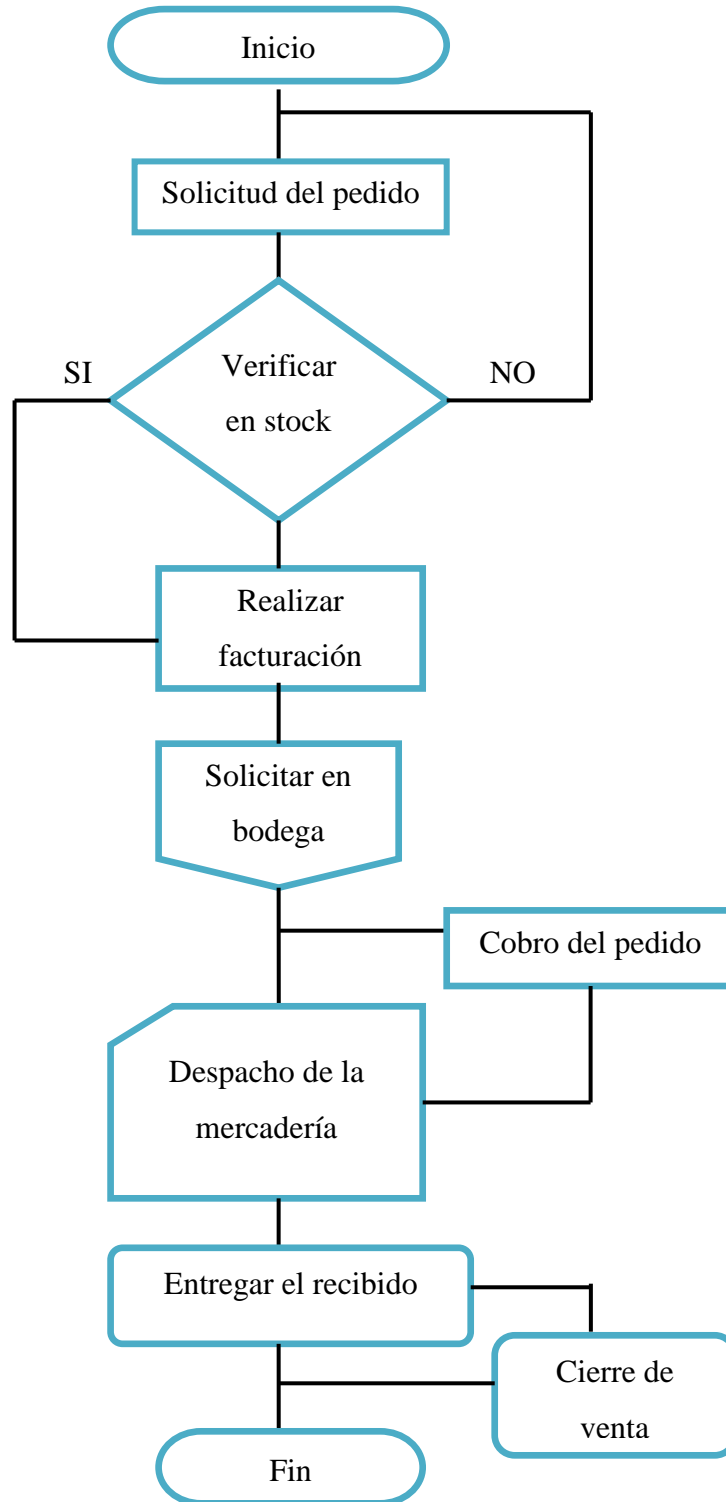 Inicio
Solicitud del pedido
SI
Verificar
en stock
NO
Realizar
facturación
Solicitar en
bodega
Cobro del pedido
Despacho de la
mercadería
Entregar el recibido
Cierre de
venta
Fin